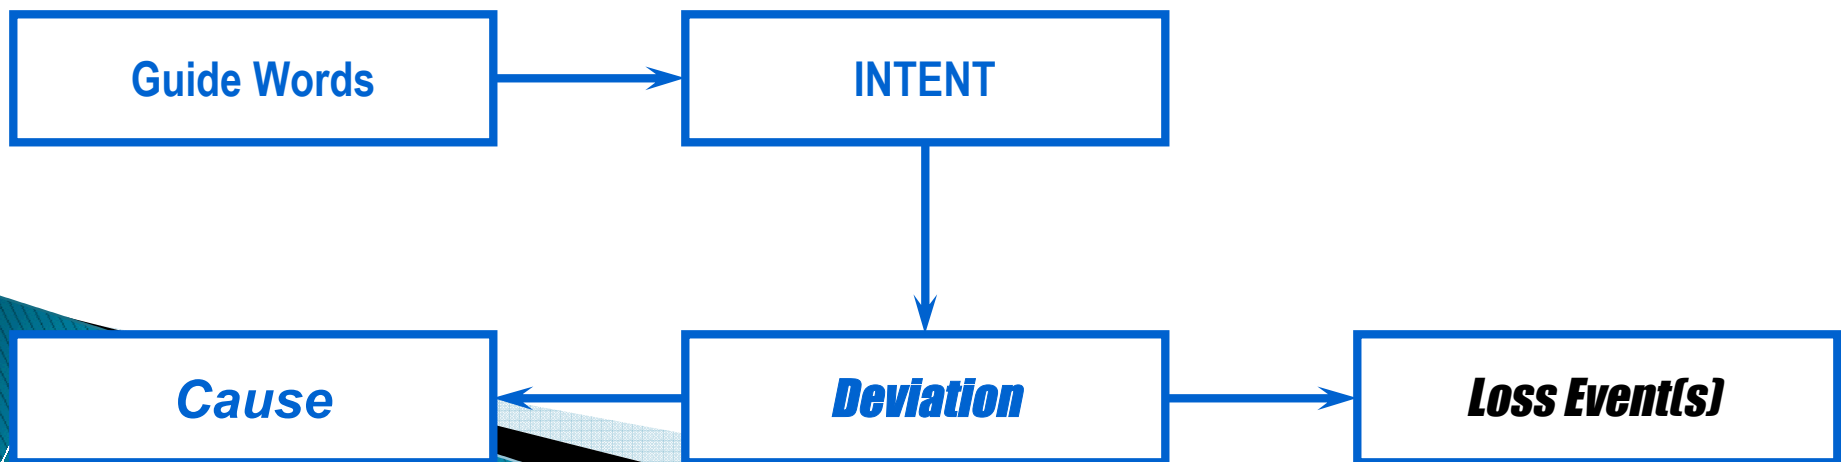 Guide Words
INTENT
Cause
Deviation
Loss Event(s)